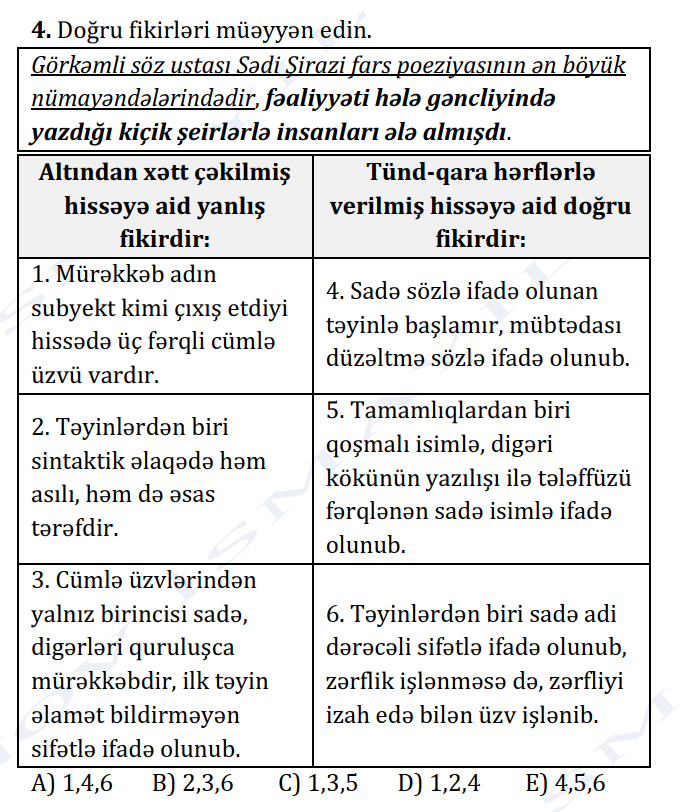 4. Doğru fikirləri müəyyən edin.
Görkəmli söz ustası Sədi Şirazi fars poeziyasının ən böyük
nümayəndələrindədir, fəaliyyəti hələ gəncliyində
yazdığı kiçik şeirlərlə insanları ələ almışdı.
Altından xətt çəkilmiş
hissəyə aid yanlış
fikirdir:
Tünd-qara hərflərlə
verilmiş hissəyə aid doğru
fikirdir:
1. Mürəkkəb adın
subyekt kimi çıxış etdiyi
hissədə üç fərqli cümlə
üzvü vardır.
4. Sadə sözlə ifadə olunan
təyinlə başlamır, mübtədası
düzəltmə sözlə ifadə olunub.
2. Təyinlərdən biri
sintaktik əlaqədə həm
asılı, həm də əsas
tərəfdir.
5. Tamamlıqlardan biri
qoşmalı isimlə, digəri
kökünün yazılışı ilə tələffüzü
fərqlənən sadə isimlə ifadə
olunub.
3. Cümlə üzvlərindən
yalnız birincisi sadə,
digərləri quruluşca
mürəkkəbdir, ilk təyin
əlamət bildirməyən
sifətlə ifadə olunub.
6. Təyinlərdən biri sadə adi
dərəcəli sifətlə ifadə olunub,
zərflik işlənməsə də, zərfliyi
izah edə bilən üzv işlənib.
A) 1,4,6 B) 2,3,6 C) 1,3,5 D) 1,2,4 E) 4,5,6